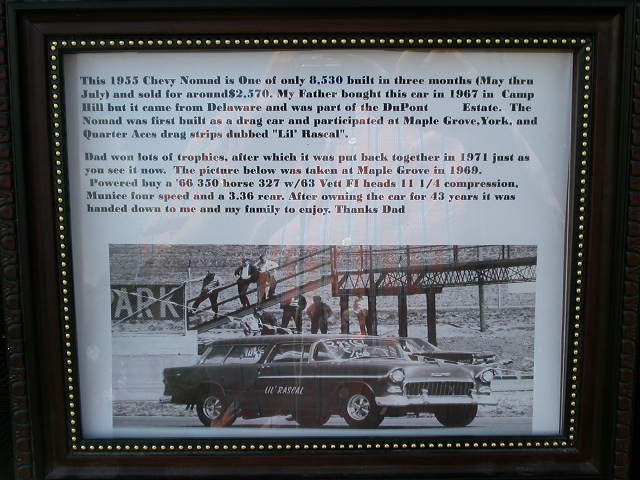 This 1955 Chevy Nomad is One of only 8,530 built in three months (May thru
July) and sold for around$2,570. My Father bought this car in 1967 in Camp
Hill but it came from Delaware and was part of the DuPont Estate. The
Nomad was first built as a drag car and participated at Maple Grove,York, and
Quarter Aces drag strips dubbed "Lil' Rascal".
Dad won lots of trophies, after which it was put back together in 1971 just as
you see it now. The picture below was taken at Maple Grove in 1969.
Powered buy a '66 350 horse 327 w/63 Vett FI heads 11 1/4 compression,
Munice four speed and a 3.36 rear. After owning the car for 43 years it was
handed down to me and my family to enjoy. Thanks Dad
ARK
LIL' RASCAL